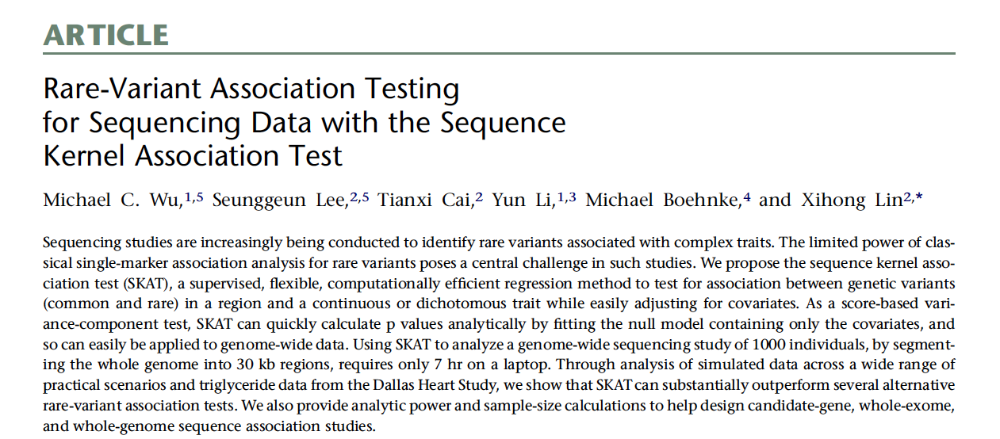 ARTICLE
Rare-Variant Association Testing
for Sequencing Data with the Sequence
Kernel Association Test
Michael C. Wu,1,5 Seunggeun Lee,2,5 Tianxi Cai,2 Yun Li,1,3 Michael Boehnke,4 and Xihong Lin2,*
Sequencing studies are increasingly being conducted to identify rare variants associated with complex traits. The limited power of clas-
sical single-marker association analysis for rare variants poses a central challenge in such studies. We propose the sequence kernel asso-
ciation test (SKAT), a supervised, flexible, computationally efficient regression method to test for association between genetic variants
(common and rare) in a region and a continuous or dichotomous trait while easily adjusting for covariates. As a score-based vari-
ance-component test, SKAT can quickly calculate p values analytically by fitting the null model containing only the covariates, and
so can easily be applied to genome-wide data. Using SKAT to analyze a genome-wide sequencing study of 1000 individuals, by segment-
ing the whole genome into 30 kb regions, requires only 7 hr on a laptop. Through analysis of simulated data across a wide range of
practical scenarios and triglyceride data from the Dallas Heart Study, we show that SKAT can substantially outperform several alternative
rare-variant association tests. We also provide analytic power and sample-size calculations to help design candidate-gene, whole-exome,
and whole-genome sequence association studies.